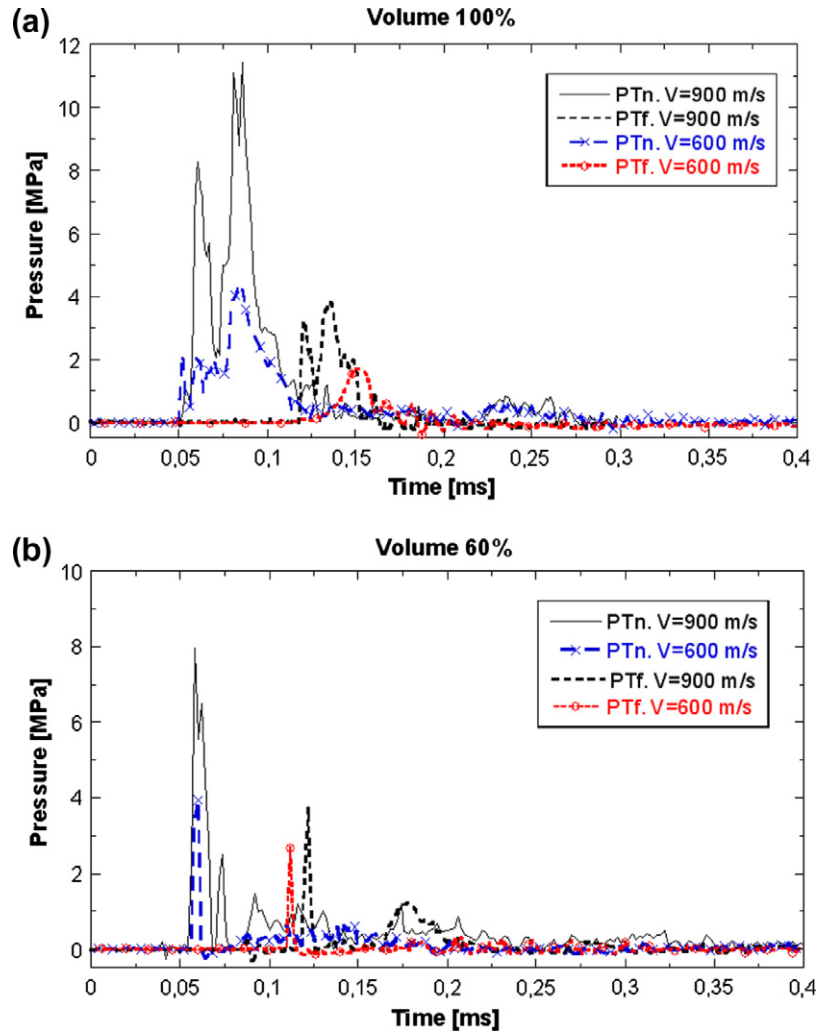 (a)
Volume 100%
Pressure [MPa]
12
10
8
6
4
2
0
PTn. V=900 m/s
PTf. V=900 m/s
PTn. V=600 m/s
PTf. V=600 m/s
0 0,05 0,1 0,15 0,2 0,25 0,3 0,35 0,4
Time [ms]
(b)
Volume 60%
Pressure [MPa]
10
8
6
4
2
0
PTn. V=900 m/s
PTn. V=600 m/s
PTf. V=900 m/s
PTf. V=600 m/s
0 0,05 0,1 0,15 0,2 0,25 0,3 0,35 0,4
Time [ms]